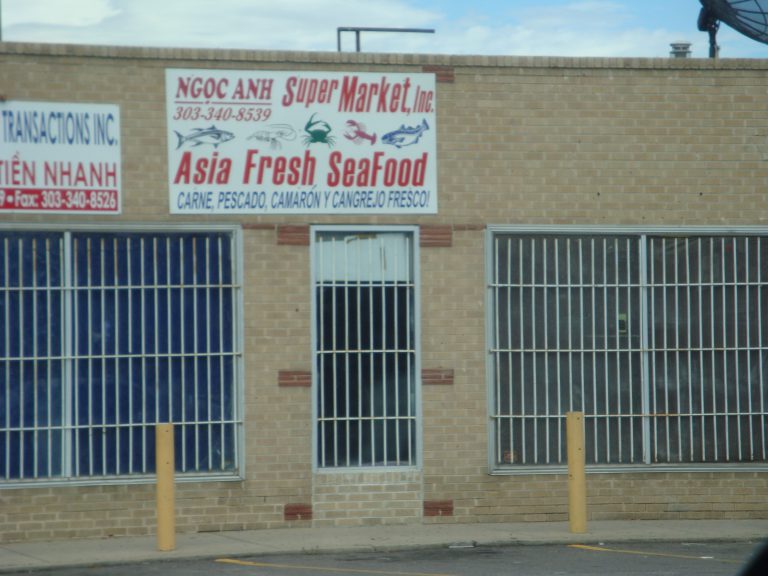 TRANSACTIONS INC.
TIỀN NHANH
9 • Fax: 303-340-8526
NGỌC ANH
303-340-8539
Super Market, Inc.
Asia Fresh SeaFood
CARNE, PESCADO, CAMARÓN Y CANGREJO FRESCO!